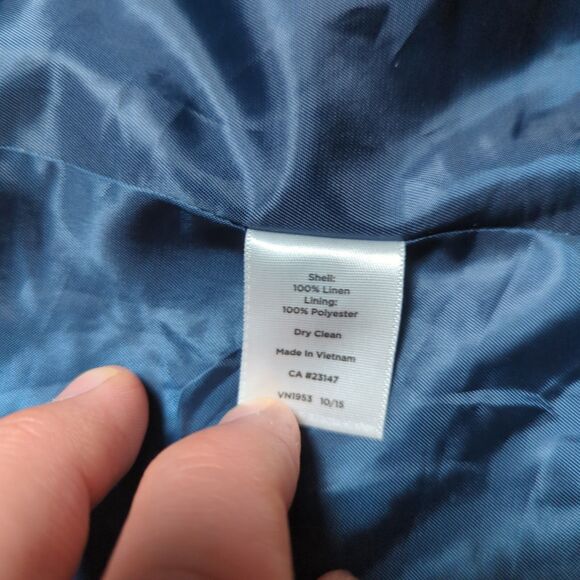 Shell:
100% Linen
Lining:
100% Polyester
Dry Clean
Made In Vietnam
CA #23147
VN1953 10/15